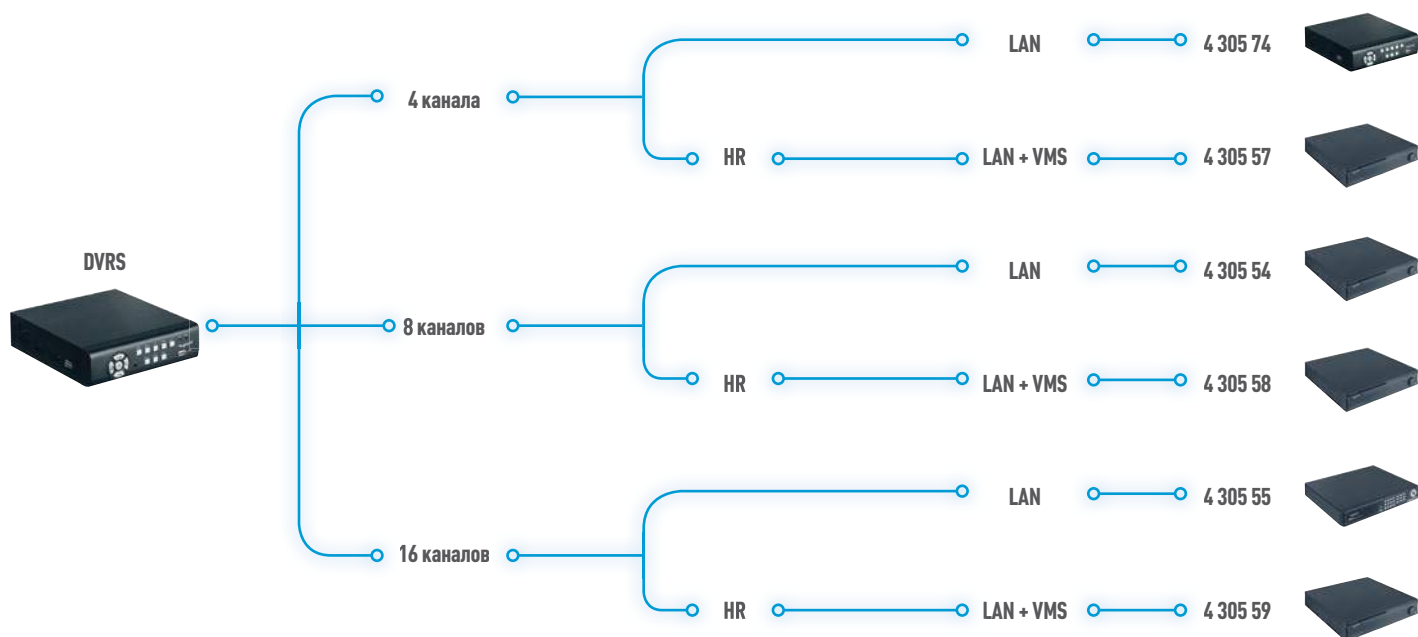 LAN
4 305 74
4 канала
HR
LAN + VMS
4 305 57
DVRS
LAN
4 305 54
8 каналов
HR
LAN + VMS
4 305 58
LAN
4 305 55
16 каналов
HR
LAN + VMS
4 305 59